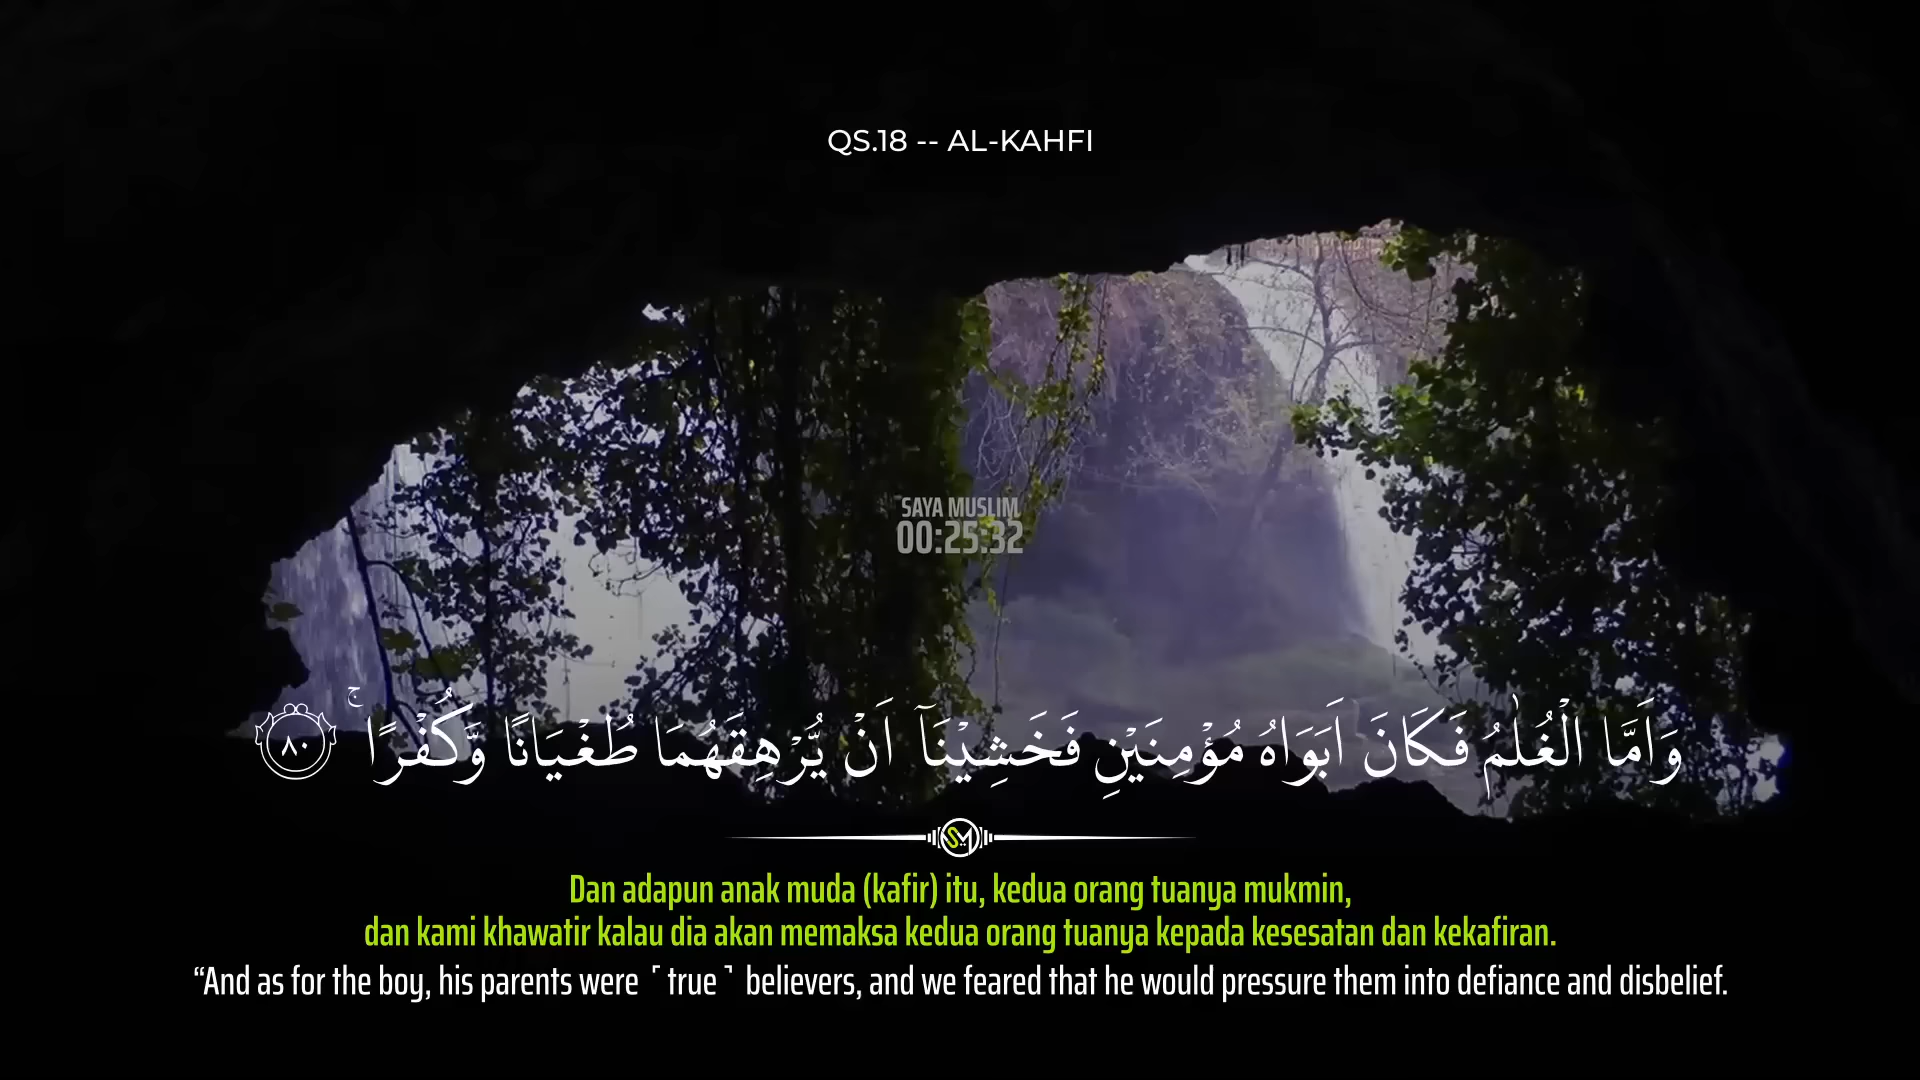 QS.18 -- AL-KAHFI
SAYA MUSLIM
00:25:32
وَاَمَّا الْغُلٰمُ فَكَانَ اَبَوَاهُ مُؤْمِنَيْنِ فَخَشِيْنَآ اَنْ يُّرْهِقَهُمَا طُغْيَانًا وَّكُفْرًا ۚ ٨٠
SM
Dan adapun anak muda (kafir) itu, kedua orang tuanya mukmin,
dan kami khawatir kalau dia akan memaksa kedua orang tuanya kepada kesesatan dan kekafiran.
“And as for the boy, his parents were ˹true˺ believers, and we feared that he would pressure them into defiance and disbelief.